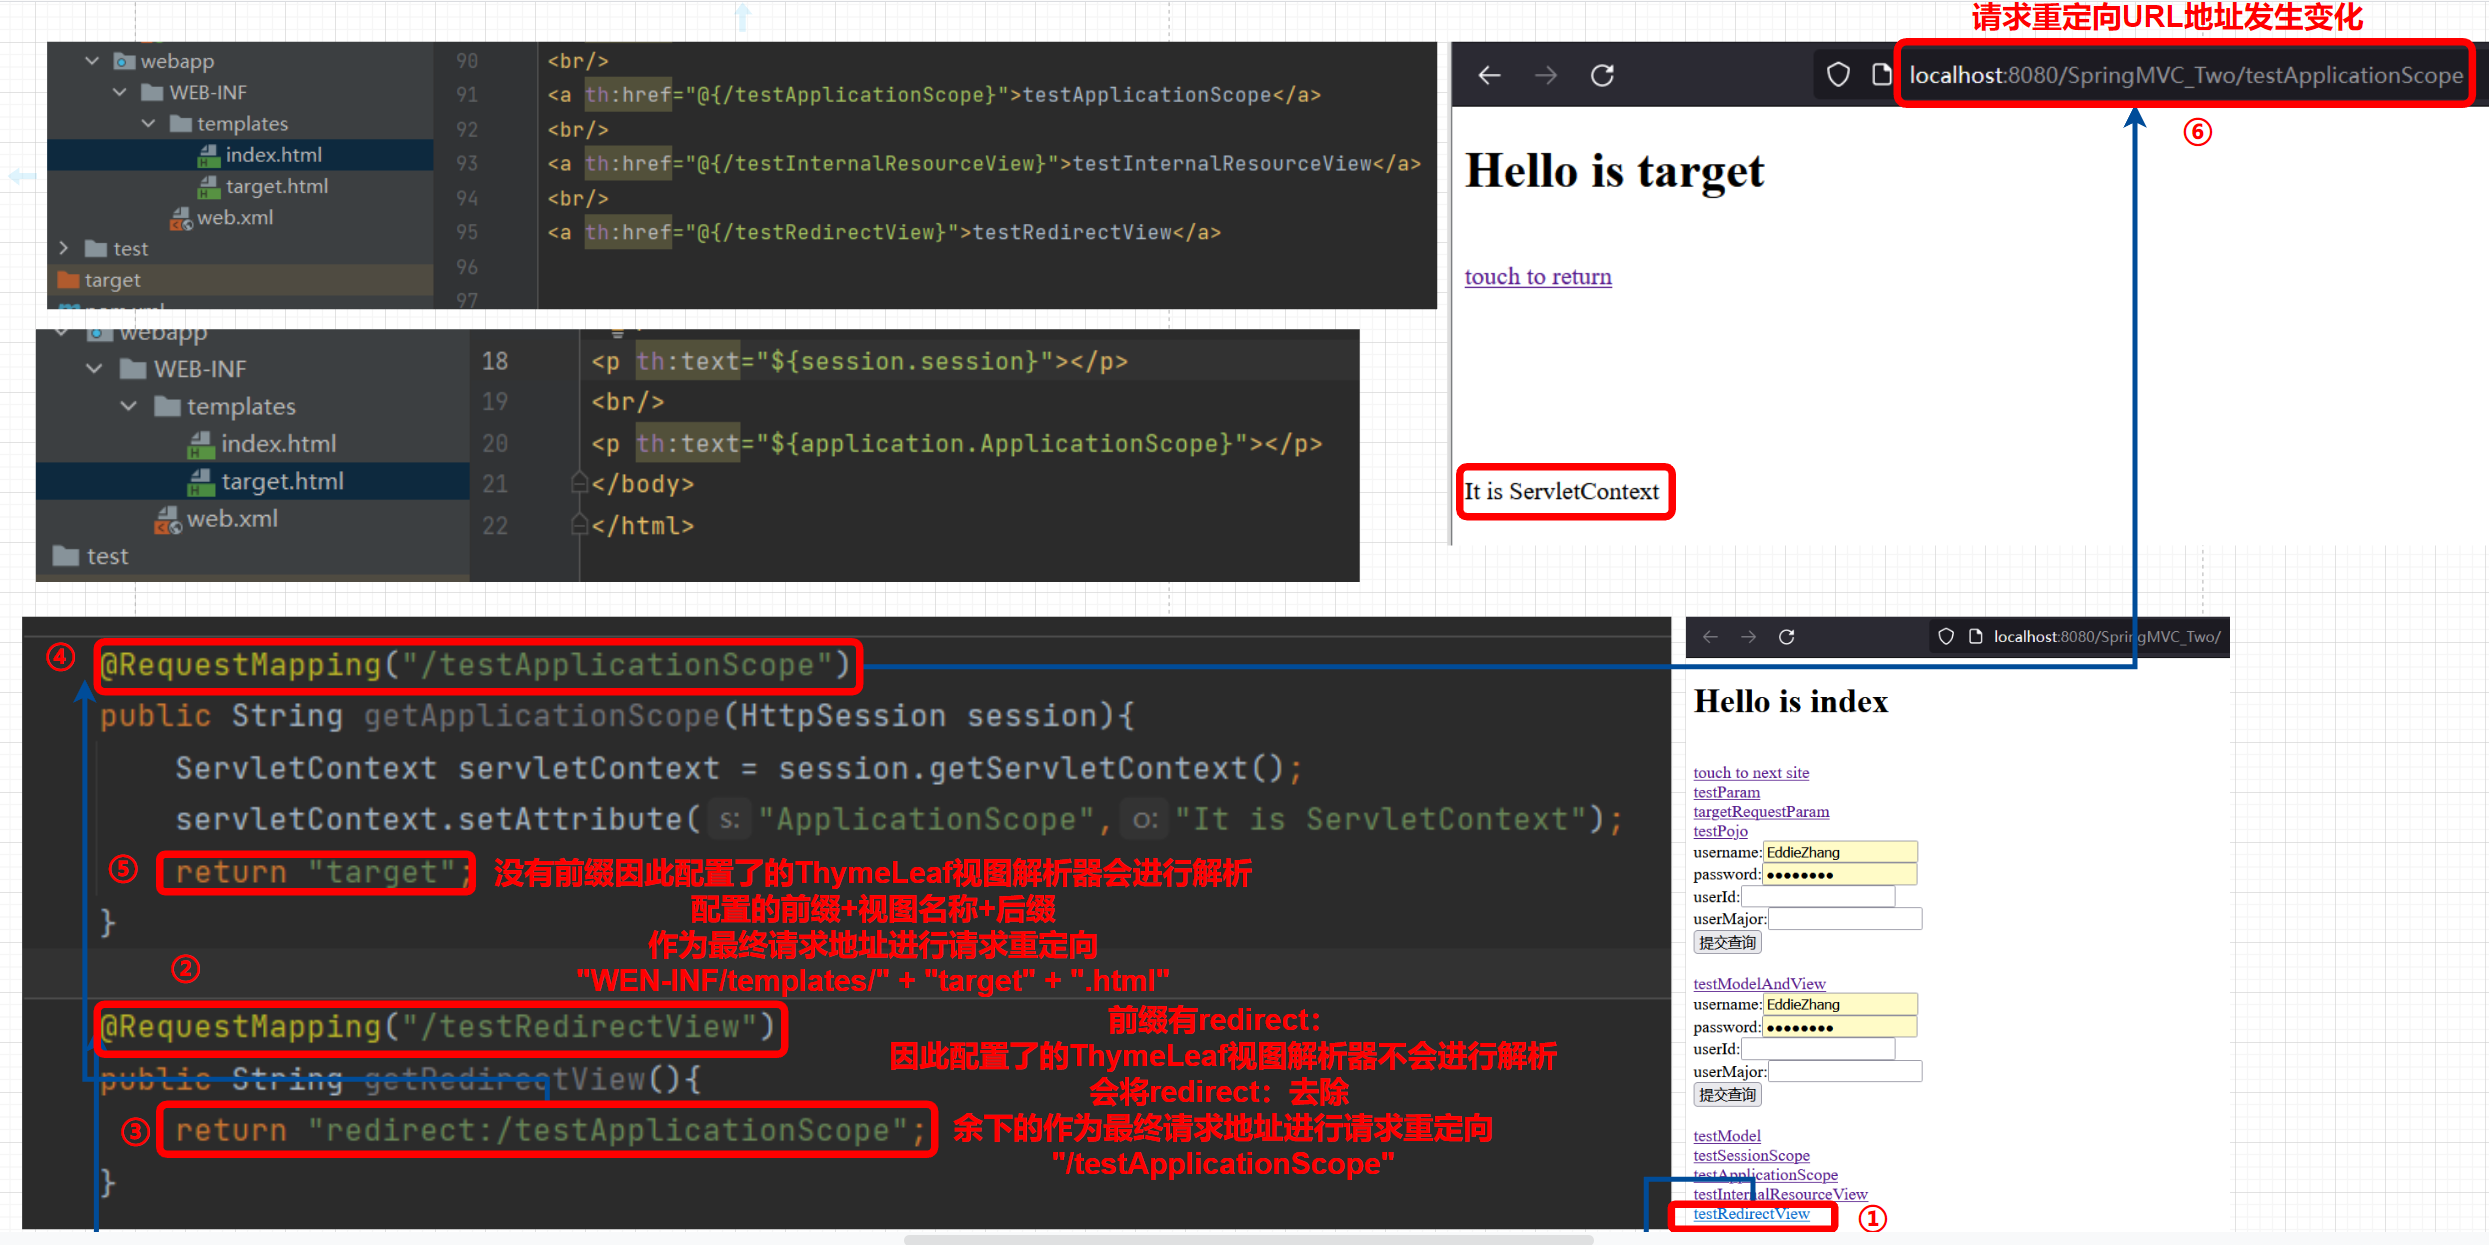 请求重定向URL地址发生变化
webapp
WEB-INF
templates
index.html
target.html
web.xml
test
target
90 <br/>
91 <a th:href="@{/testApplicationScope}">testApplicationScope</a>
92 <br/>
93 <a th:href="@{/testInternalResourceView}">testInternalResourceView</a>
94 <br/>
95 <a th:href="@{/testRedirectView}">testRedirectView</a>
96
97
localhost:8080/SpringMVC_Two/testApplicationScope
⑥
Hello is target
touch to return
It is ServletContext
webapp
WEB-INF
templates
index.html
target.html
web.xml
test
18 <p th:text="${session.session}"></p>
19 <br/>
20 <p th:text="${application.ApplicationScope}"></p>
21 </body>
22 </html>
④ @RequestMapping("/testApplicationScope")
public String getApplicationScope(HttpSession session){
ServletContext servletContext = session.getServletContext();
servletContext.setAttribute( s: "ApplicationScope", o: "It is ServletContext");
⑤ return "target"; 没有前缀因此配置了的ThymeLeaf视图解析器会进行解析
配置的前缀+视图名称+后缀
}
作为最终请求地址进行请求重定向
②
"WEN-INF/templates/" + "target" + ".html"
@RequestMapping("/testRedirectView")
前缀有redirect：
因此配置了的ThymeLeaf视图解析器不会进行解析
public String getRedirectView(){
会将redirect：去除
③ return "redirect:/testApplicationScope"; 余下的作为最终请求地址进行请求重定向
"/testApplicationScope"
}
localhost:8080/SpringMVC_Two/
Hello is index
touch to next site
testParam
targetRequestParam
testPojo
username:EddieZhang
password:●●●●●●●●
userId:
userMajor:
提交查询
testModelAndView
username:EddieZhang
password:●●●●●●●●
userId:
userMajor:
提交查询
testModel
testSessionScope
testApplicationScope
testInternalResourceView
testRedirectView ①